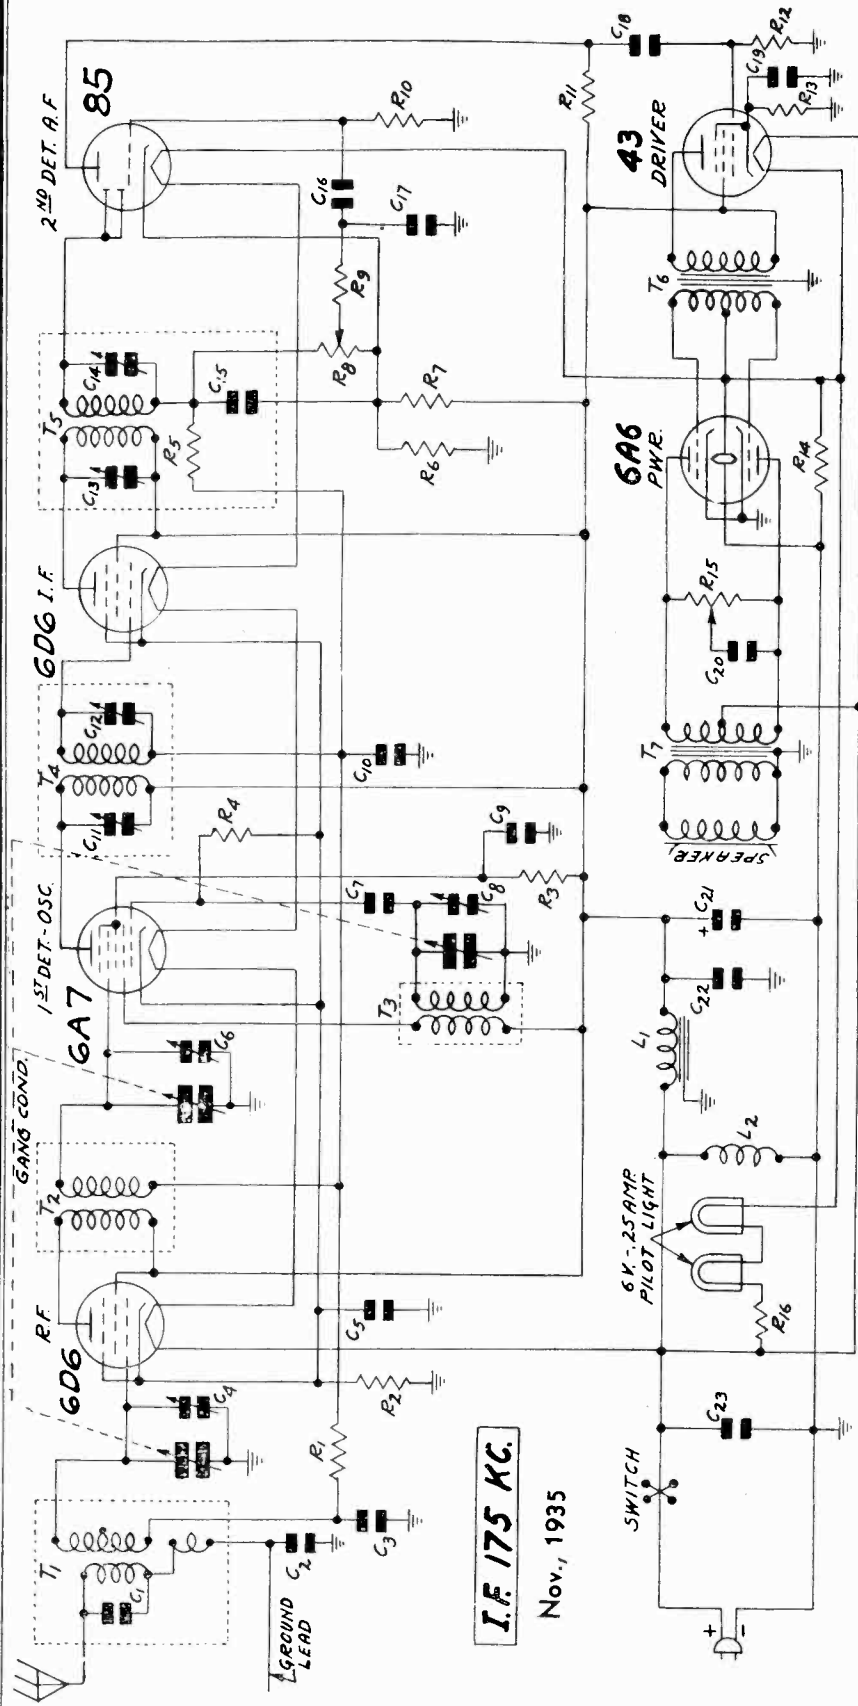 GANG COND.
T1
C1
GROUND
LEAD
C2
C3
R1
C4
6D6
R.F.
R2
C5
T2
C6
6A7
1ST DET.-OSC.
T3
C7
C8
R3
C9
R4
T4
C11
C12
C10
6D6 I.F.
T5
C13
C14
R5
C15
R6
R7
R8
R9
C16
C17
R10
2ND DET. A.F
85
I.F. 175 KC.
Nov., 1935
SWITCH
+
-
C23
R16
6V.-.25AMP.
PILOT LIGHT
L2
L1
C22
+ C21
SPEAKER
T7
C20
R15
6A6
PWR.
R14
T6
43
DRIVER
R11
C18
C19
R13
R12